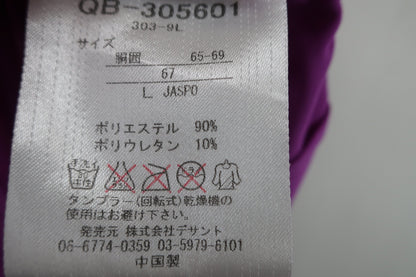 QB-305601
303-9L
サイズ
胴囲 65-69
67
L JASPO
ポリエステル 90%
ポリウレタン 10%
タンブラー(回転式)乾燥機の
使用はお避け下さい。
発売元 株式会社デサント
06-6774-0359 03-5979-6101
中国製